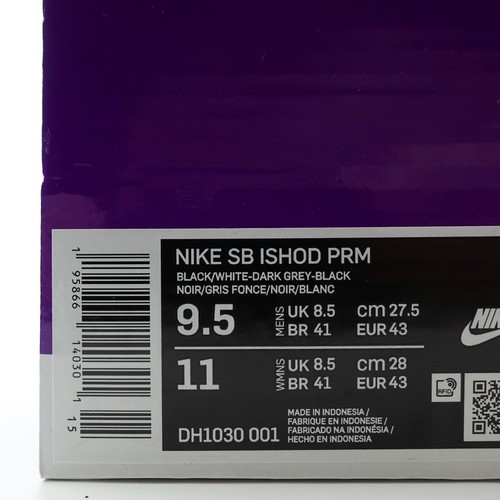 NIKE SB ISHOD PRM
BLACK/WHITE-DARK GREY-BLACK
NOIR/GRIS FONCE/NOIR/BLANC
9.5 MENS UK 8.5 cm 27.5
BR 41 EUR 43
11 WMNS UK 8.5 cm 28
BR 41 EUR 43
MADE IN INDONESIA /
FABRIQUE EN INDONESIE /
FABRICADO NA INDONÉSIA /
HECHO EN INDONESIA
DH1030 001
RFID
1 95866 14030 1 15